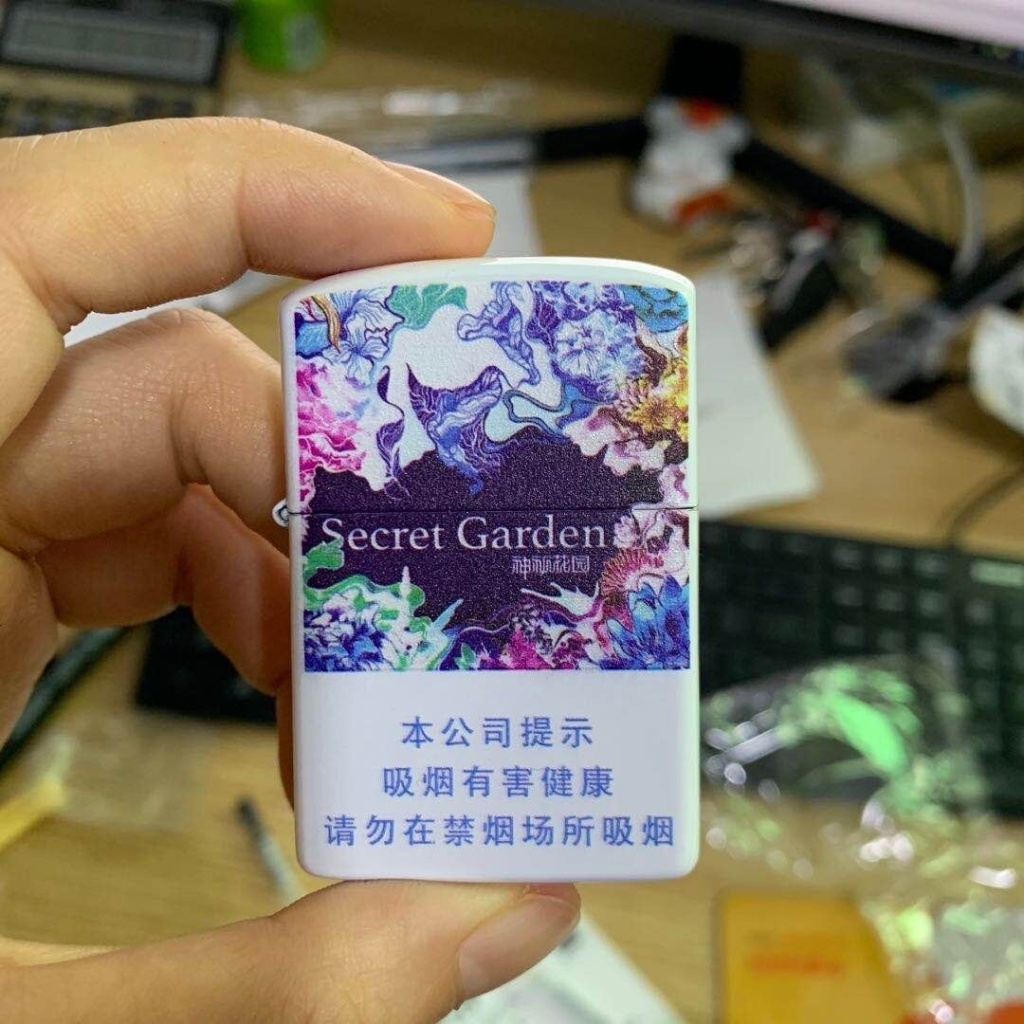 Secret Garden
神秘花园
本公司提示
吸烟有害健康
请勿在禁烟场所吸烟